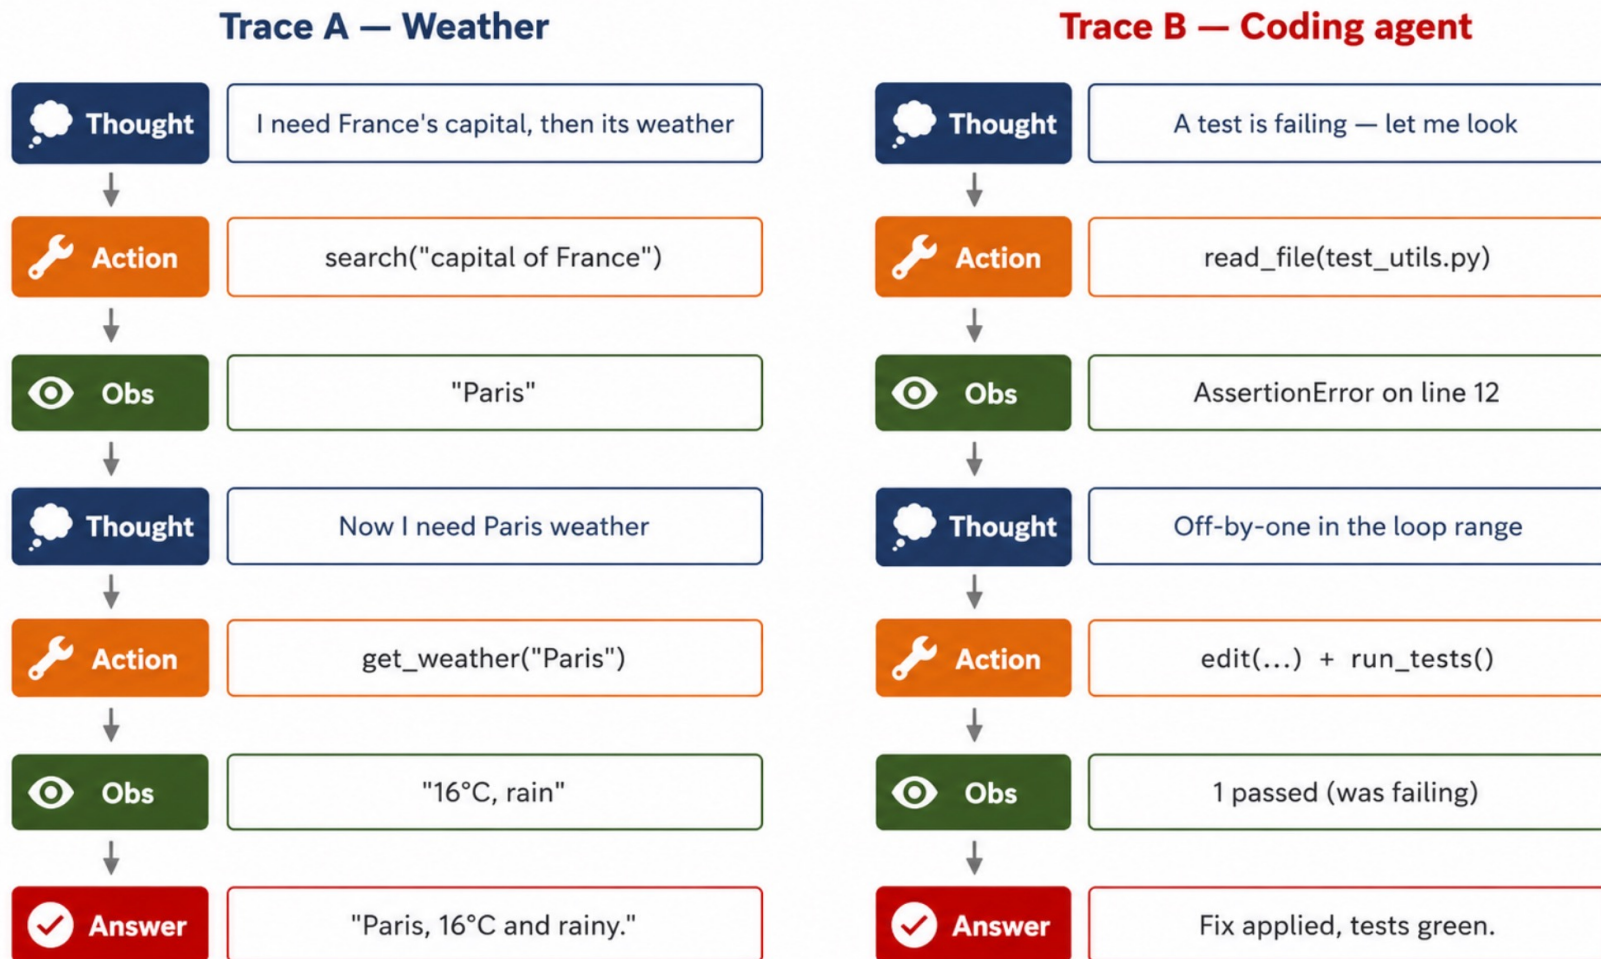 Trace A — Weather
Thought
I need France's capital, then its weather
Action
search("capital of France")
Obs
"Paris"
Thought
Now I need Paris weather
Action
get_weather("Paris")
Obs
"16°C, rain"
Answer
"Paris, 16°C and rainy."
Trace B — Coding agent
Thought
A test is failing — let me look
Action
read_file(test_utils.py)
Obs
AssertionError on line 12
Thought
Off-by-one in the loop range
Action
edit(...) + run_tests()
Obs
1 passed (was failing)
Answer
Fix applied, tests green.